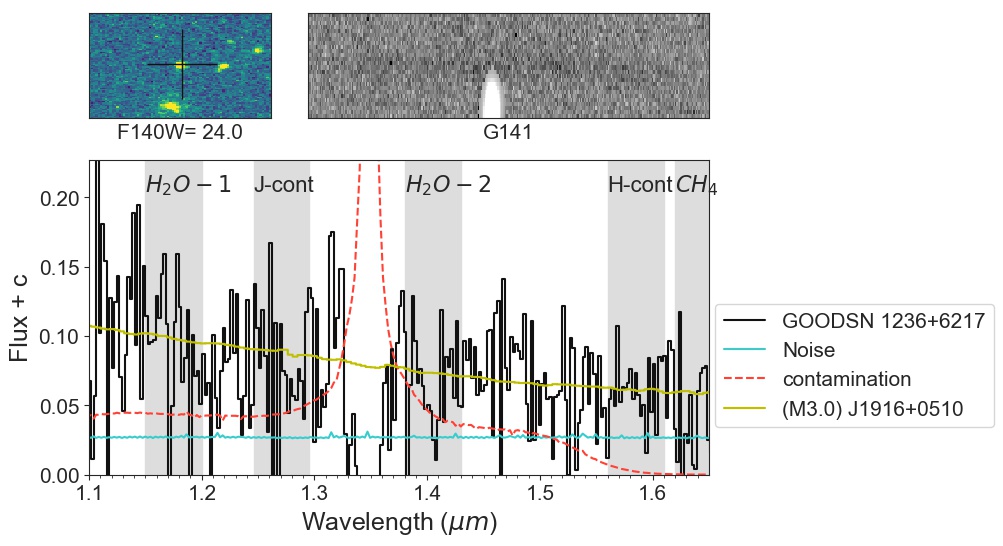 F140W= 24.0
G141
H₂O − 1
J-cont
H₂O − 2
H-cont
CH₄
0.20
0.15
0.10
0.05
0.00
Flux + c
1.1
1.2
1.3
1.4
1.5
1.6
Wavelength (μm)
GOODSN 1236+6217
Noise
contamination
(M3.0) J1916+0510